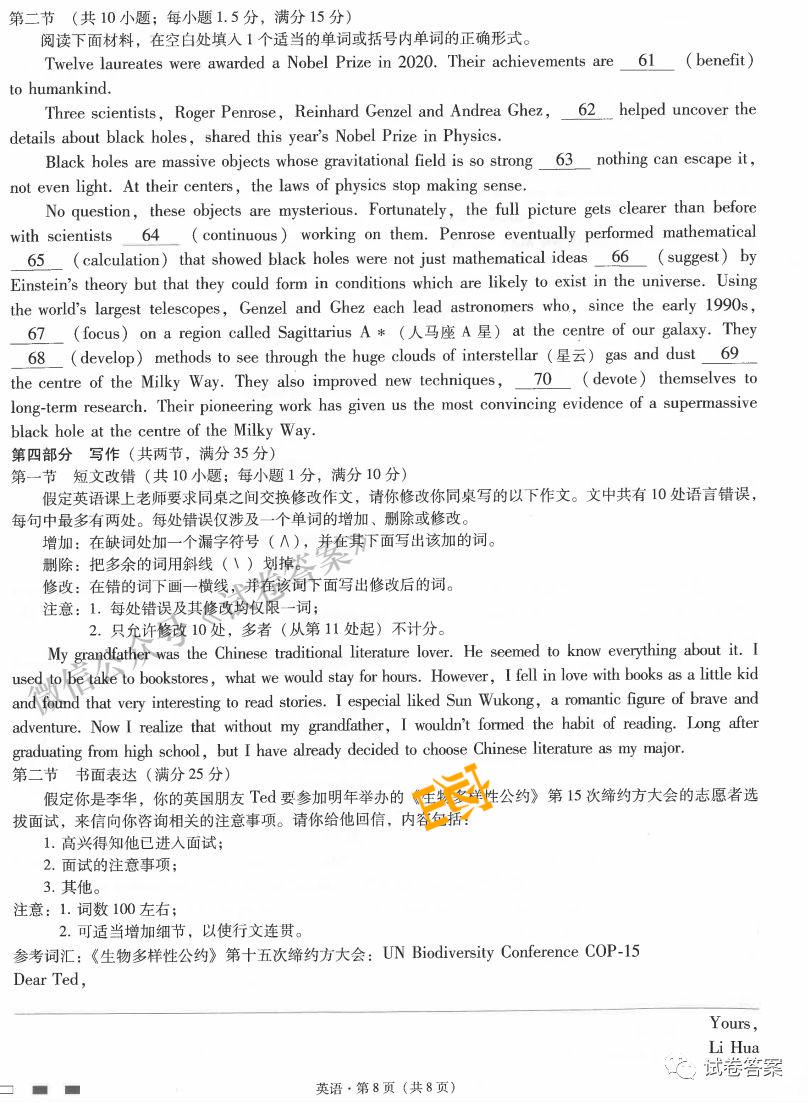 第二节 (共 10 小题；每小题 1.5 分，满分 15 分)
阅读下面材料，在空白处填入 1 个适当的单词或括号内单词的正确形式。
Twelve laureates were awarded a Nobel Prize in 2020. Their achievements are 61 (benefit)
to humankind.
Three scientists, Roger Penrose, Reinhard Genzel and Andrea Ghez, 62 helped uncover the
details about black holes, shared this year's Nobel Prize in Physics.
Black holes are massive objects whose gravitational field is so strong 63 nothing can escape it,
not even light. At their centers, the laws of physics stop making sense.
No question, these objects are mysterious. Fortunately, the full picture gets clearer than before
with scientists 64 (continuous) working on them. Penrose eventually performed mathematical
65 (calculation) that showed black holes were not just mathematical ideas 66 (suggest) by
Einstein's theory but that they could form in conditions which are likely to exist in the universe. Using
the world's largest telescopes, Genzel and Ghez each lead astronomers who, since the early 1990s,
67 (focus) on a region called Sagittarius A * (人马座 A 星) at the centre of our galaxy. They
68 (develop) methods to see through the huge clouds of interstellar (星云) gas and dust 69
the centre of the Milky Way. They also improved new techniques, 70 (devote) themselves to
long-term research. Their pioneering work has given us the most convincing evidence of a supermassive
black hole at the centre of the Milky Way.
第四部分 写作 (共两节，满分 35 分)
第一节 短文改错 (共 10 小题；每小题 1 分，满分 10 分)
假定英语课上老师要求同桌之间交换修改作文，请你修改你同桌写的以下作文。文中共有 10 处语言错误，
每句中最多有两处。每处错误仅涉及一个单词的增加、删除或修改。
增加：在缺词处加一个漏字符号 (∧)，并在其下面写出该加的词。
删除：把多余的词用斜线 (\) 划掉。
修改：在错的词下画一横线，并在该词下面写出修改后的词。
注意：1. 每处错误及其修改均仅限一词；
2. 只允许修改 10 处，多者 (从第 11 处起) 不计分。
My grandfather was the Chinese traditional literature lover. He seemed to know everything about it. I
used to be take to bookstores, what we would stay for hours. However, I fell in love with books as a little kid
and found that very interesting to read stories. I especial liked Sun Wukong, a romantic figure of brave and
adventure. Now I realize that without my grandfather, I wouldn't formed the habit of reading. Long after
graduating from high school, but I have already decided to choose Chinese literature as my major.
第二节 书面表达 (满分 25 分)
假定你是李华，你的英国朋友 Ted 要参加明年举办的《生物多样性公约》第 15 次缔约方大会的志愿者选
拔面试，来信向你咨询相关的注意事项。请你给他回信，内容包括：
1. 高兴得知他已进入面试；
2. 面试的注意事项；
3. 其他。
注意：1. 词数 100 左右；
2. 可适当增加细节，以使行文连贯。
参考词汇：《生物多样性公约》第十五次缔约方大会：UN Biodiversity Conference COP-15
Dear Ted,
Yours,
Li Hua
英语·第 8 页 (共 8 页)
微信公众号《试卷答案》
试卷答案